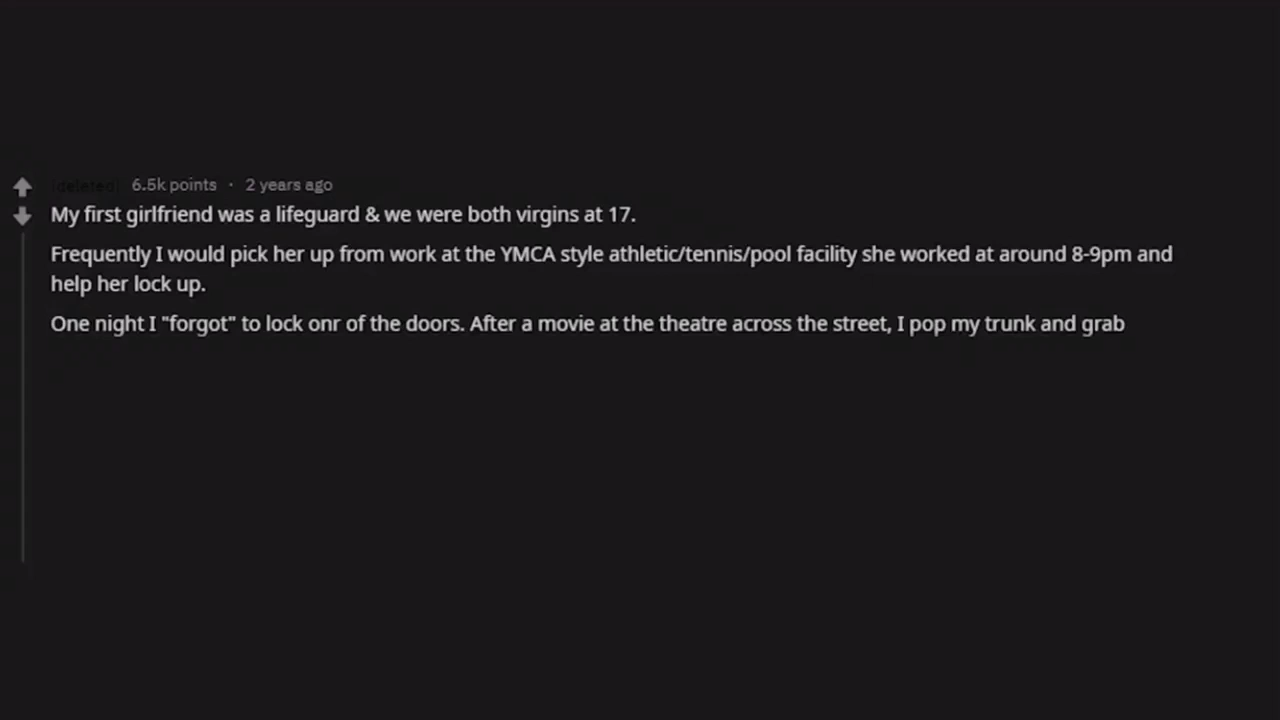 [deleted] 6.5k points · 2 years ago
My first girlfriend was a lifeguard & we were both virgins at 17.
Frequently I would pick her up from work at the YMCA style athletic/tennis/pool facility she worked at around 8-9pm and
help her lock up.
One night I "forgot" to lock onr of the doors. After a movie at the theatre across the street, I pop my trunk and grab